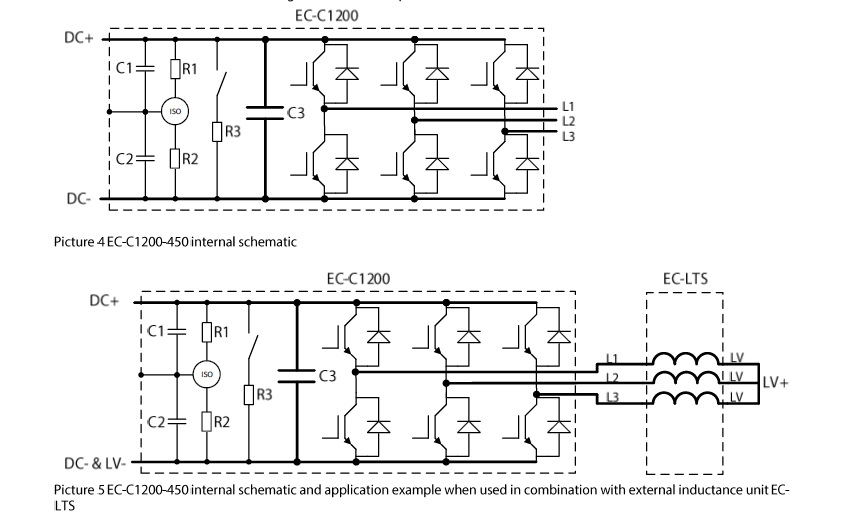 EC-C1200
DC+
C1
R1
ISO
C3
L1
L2
R3
L3
C2
R2
DC-
Picture 4 EC-C1200-450 internal schematic
EC-C1200
EC-LTS
DC+
C1
R1
L1
LV
ISO
C3
L2
LV
LV+
R3
L3
LV
C2
R2
DC- & LV-
Picture 5 EC-C1200-450 internal schematic and application example when used in combination with external inductance unit EC-
LTS